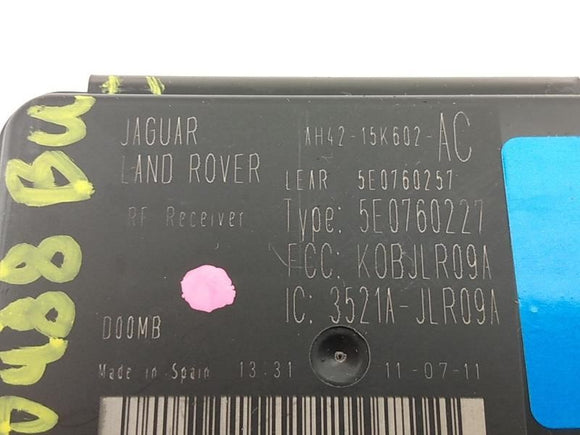 JAGUAR
LAND ROVER
RF Receiver
D00MB
Made in Spain 13:31 11-07-11
AH42-15K602-AC
LEAR 5E0760257
Type: 5E0760227
FCC: KOBJLR09A
IC: 3521A-JLR09A